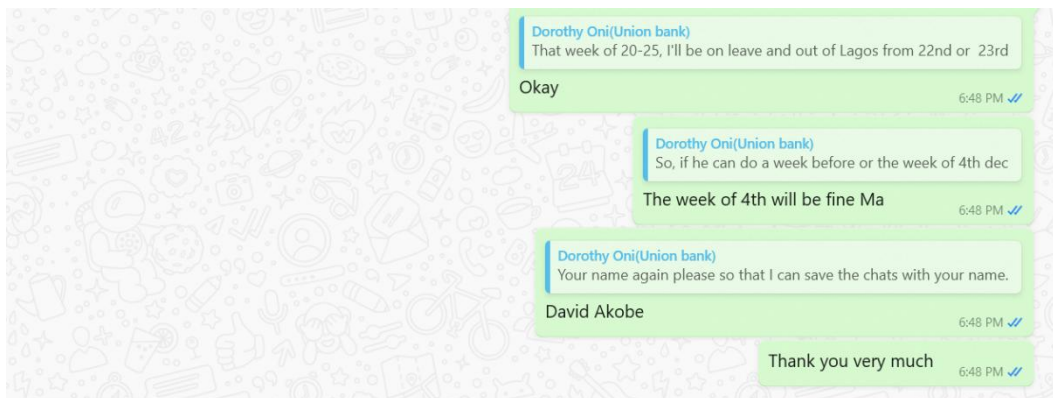 Dorothy Oni(Union bank)
That week of 20-25, I'll be on leave and out of Lagos from 22nd or 23rd
Okay
6:48 PM
Dorothy Oni(Union bank)
So, if he can do a week before or the week of 4th dec
The week of 4th will be fine Ma
6:48 PM
Dorothy Oni(Union bank)
Your name again please so that I can save the chats with your name.
David Akobe
6:48 PM
Thank you very much
6:48 PM